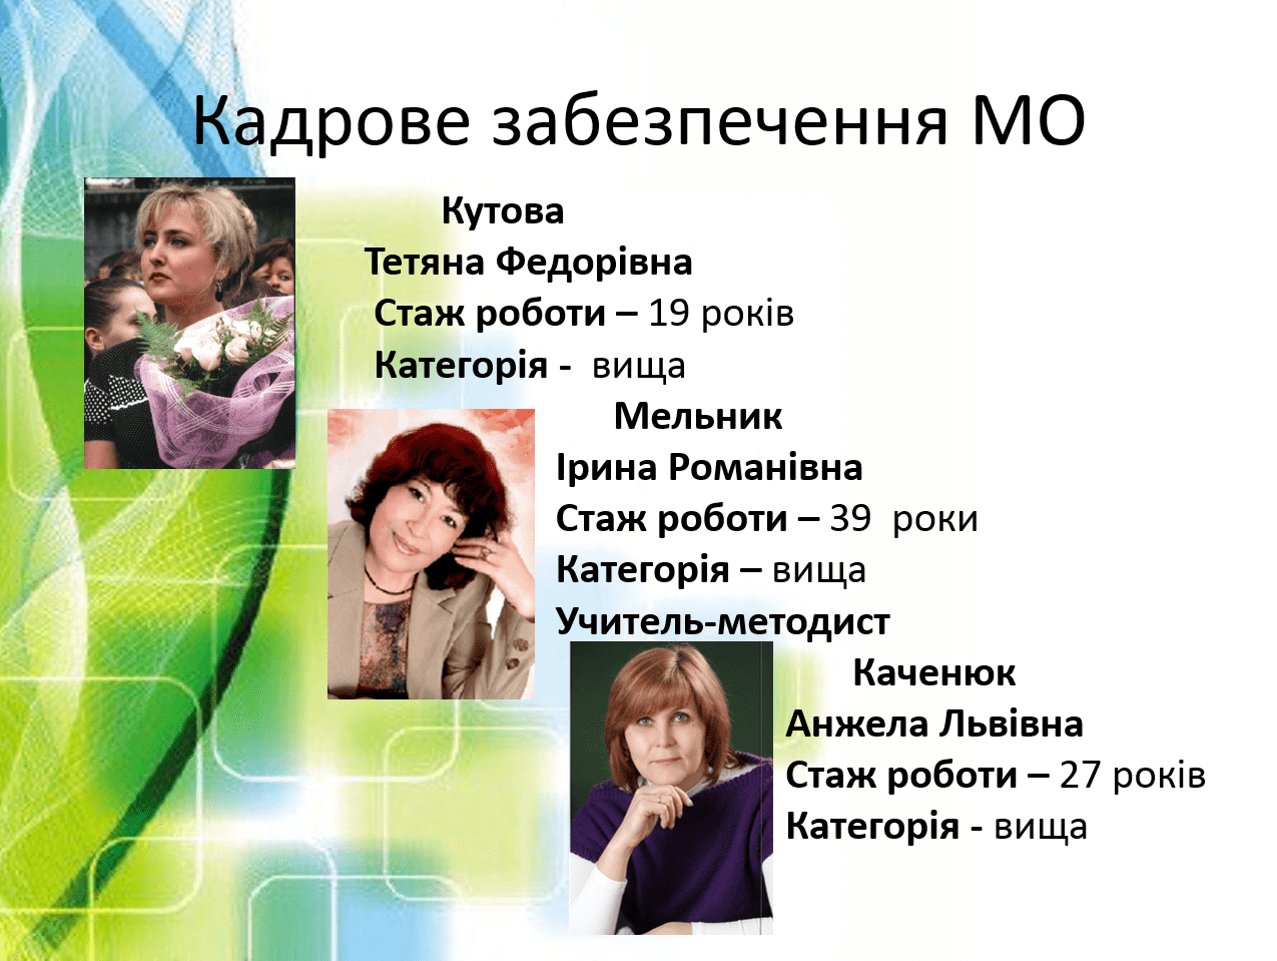 Кадрове забезпечення МО
Кутова
Тетяна Федорівна
Стаж роботи – 19 років
Категорія - вища
Мельник
Ірина Романівна
Стаж роботи – 39 роки
Категорія – вища
Учитель-методист
Каченюк
Анжела Львівна
Стаж роботи – 27 років
Категорія - вища